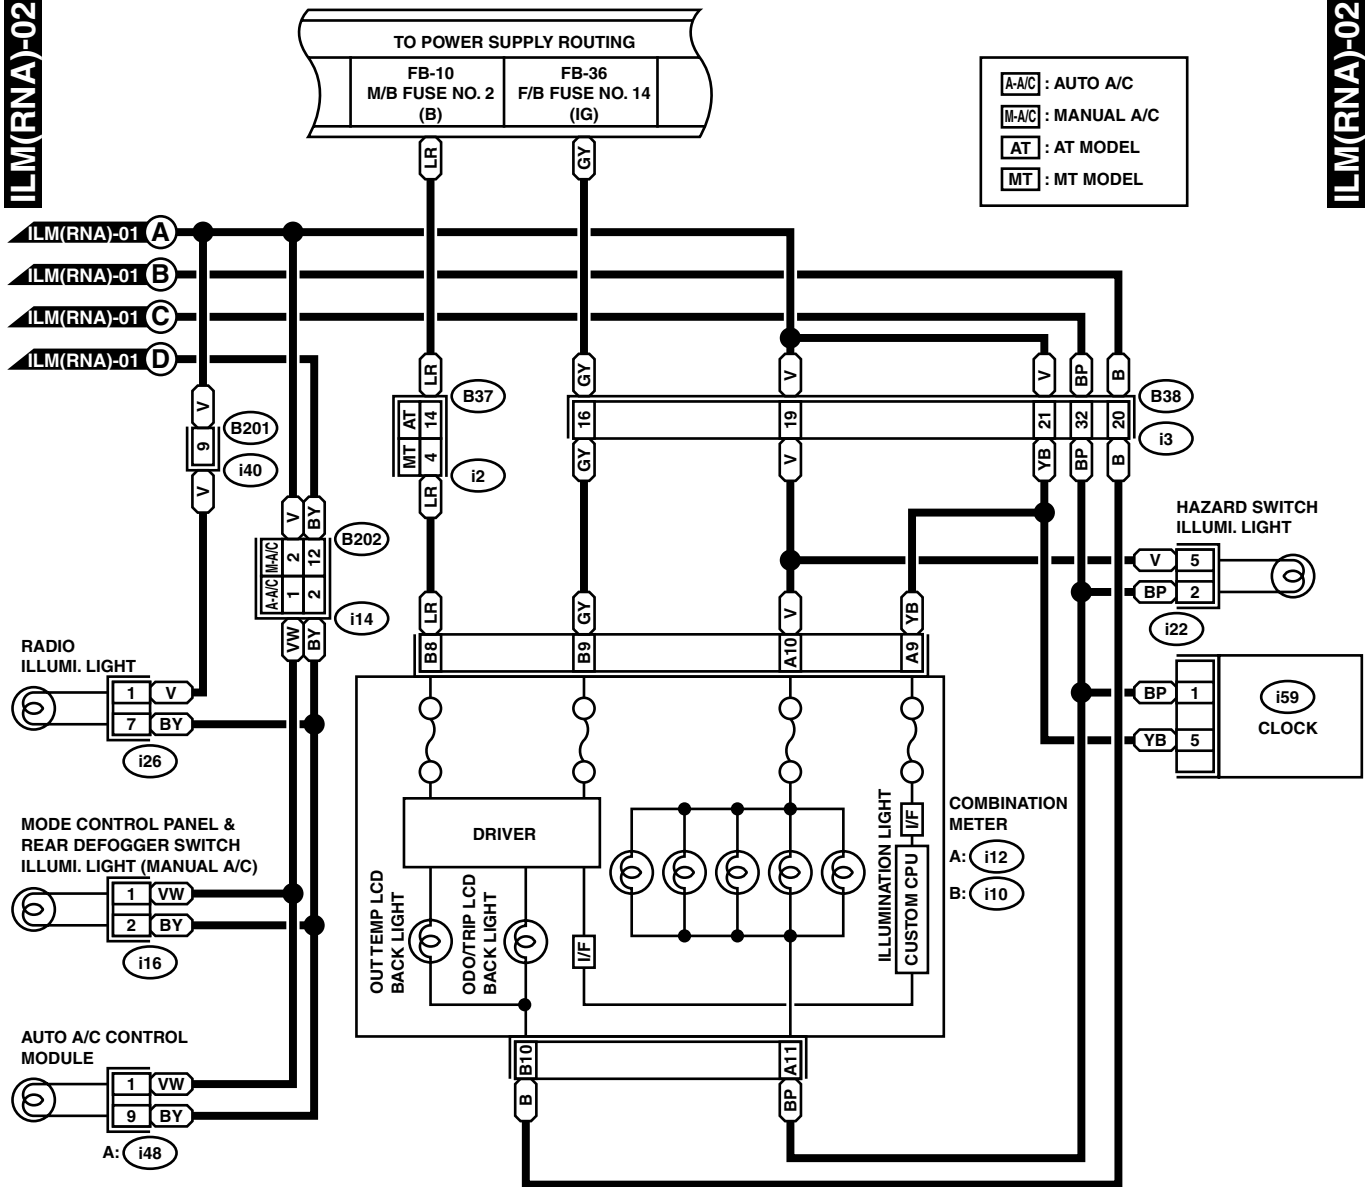 ILM(RNA)-02
ILM(RNA)-02
TO POWER SUPPLY ROUTING
FB-10
M/B FUSE NO. 2
(B)
FB-36
F/B FUSE NO. 14
(IG)
A-A/C : AUTO A/C
M-A/C : MANUAL A/C
AT : AT MODEL
MT : MT MODEL
LR
GY
ILM(RNA)-01 A
ILM(RNA)-01 B
ILM(RNA)-01 C
ILM(RNA)-01 D
LR
GY
V
V
BP
B
B37
B38
AT 14
MT 4
16
19
21
32
20
i2
i3
LR
GY
V
YB
BP
B
V
B201
9
i40
V
V
BY
B202
M-A/C 2 12
A-A/C 1 2
i14
VW
BY
HAZARD SWITCH
ILLUMI. LIGHT
V 5
BP 2
i22
LR
GY
V
YB
B8
B9
A10
A9
RADIO
ILLUMI. LIGHT
1 V
7 BY
i26
BP 1
YB 5
i59
CLOCK
DRIVER
OUT TEMP LCD
BACK LIGHT
ODO/TRIP LCD
BACK LIGHT
I/F
ILLUMINATION LIGHT
I/F
CUSTOM CPU
COMBINATION
METER
A: i12
B: i10
MODE CONTROL PANEL &
REAR DEFOGGER SWITCH
ILLUMI. LIGHT (MANUAL A/C)
1 VW
2 BY
i16
AUTO A/C CONTROL
MODULE
1 VW
9 BY
A: i48
B10
A11
B
BP